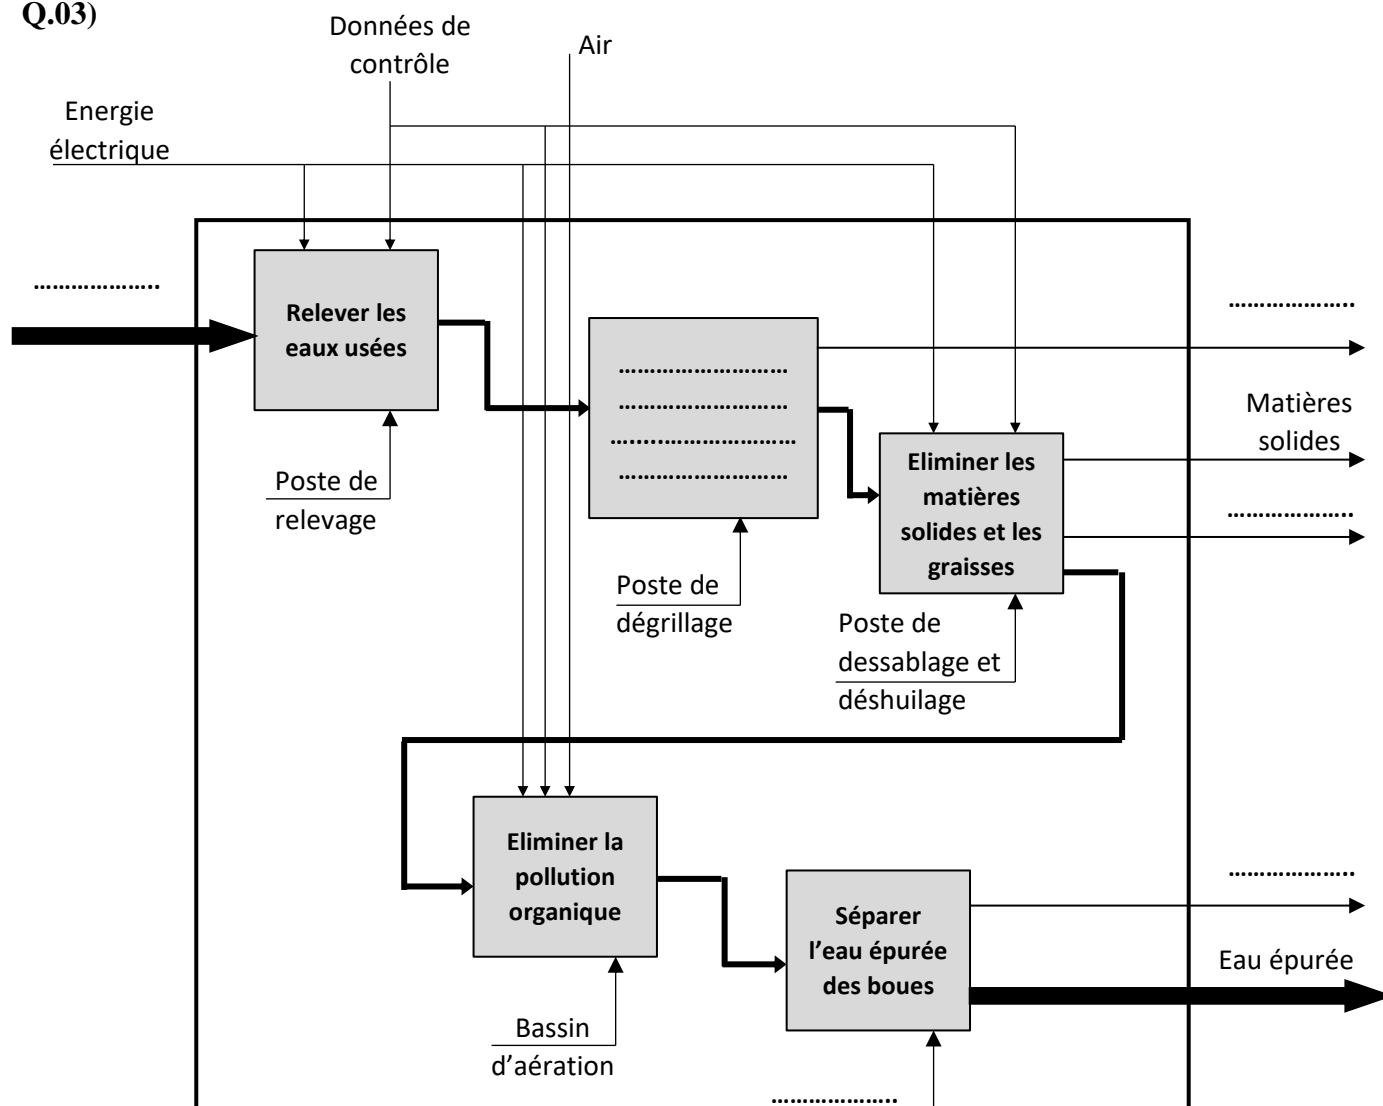 Q.03)
Données de
contrôle
Air
Energie
électrique
………………..
Relever les
eaux usées
………………..
………………………
………………………
…..….…………………
………………………
Matières
solides
Eliminer les
matières
solides et les
graisses
Poste de
relevage
………………..
Poste de
dégrillage
Poste de
dessablage et
déshuilage
Eliminer la
pollution
organique
………………..
Séparer
l’eau épurée
des boues
Eau épurée
Bassin
d’aération
………………..